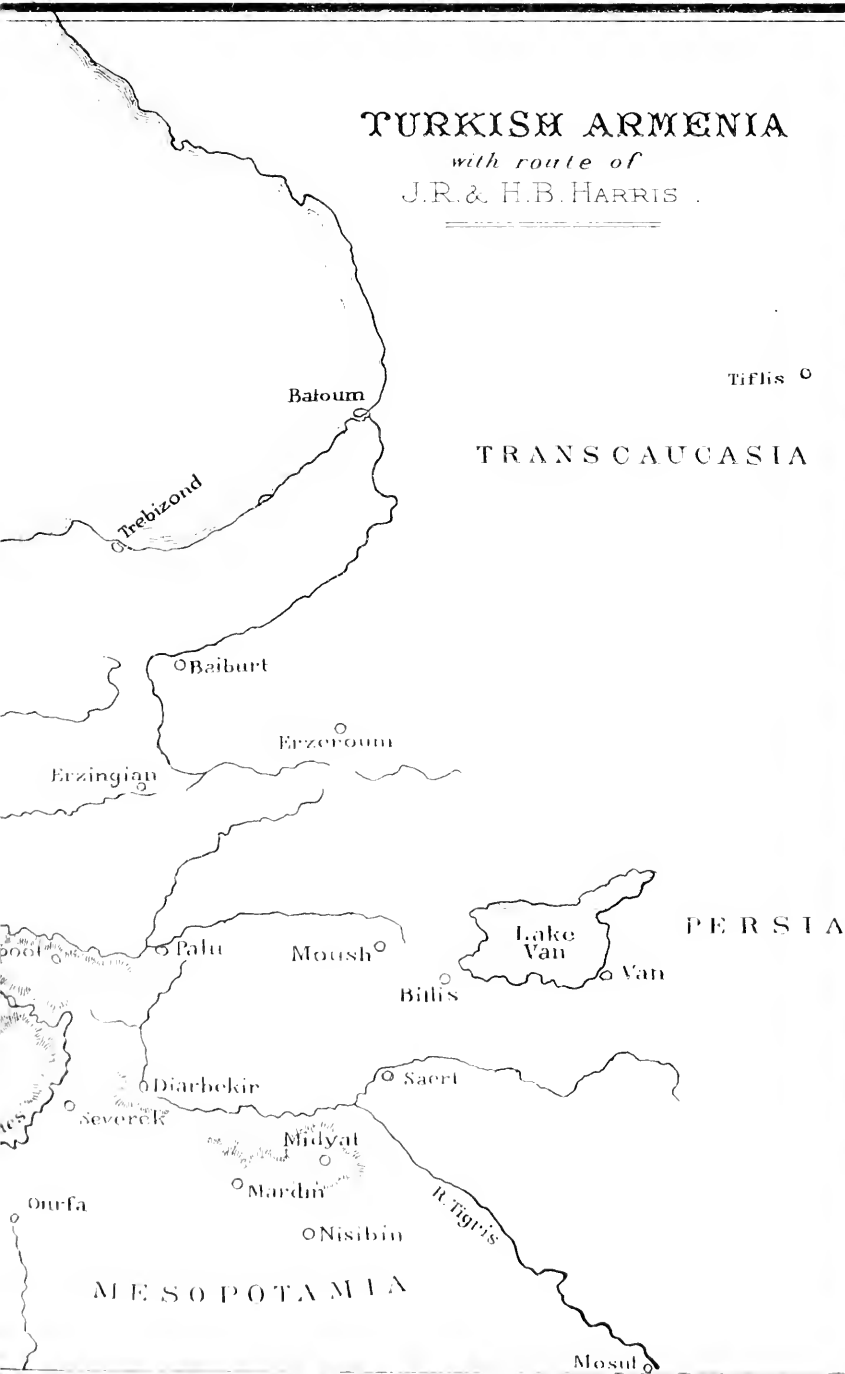 TURKISH ARMENIA
with route of
J.R. & H.B. HARRIS .
Tiflis
Batoum
TRANSCAUCASIA
Trebizond
Baiburt
Erzeroum
Erzingian
Lake
Van
PERSIA
Palu
Moush
Van
Bitlis
Saert
Diarbekir
Severek
Midyat
Mardin
R. Tigris
Ourfa
Nisibin
MESOPOTAMIA
Mosul